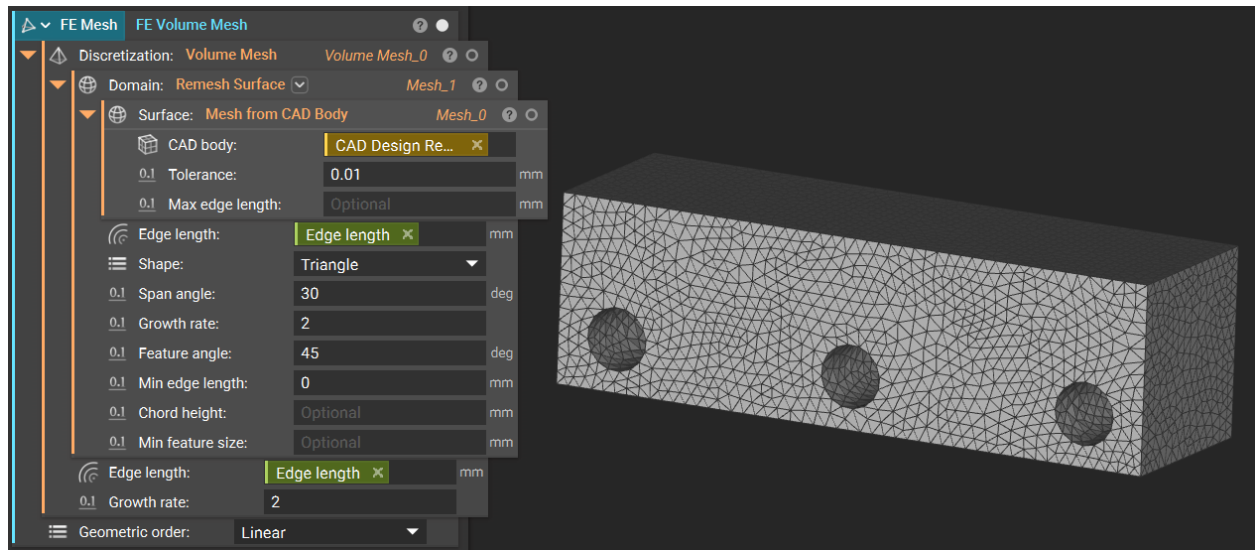 FE Mesh FE Volume Mesh ?
Discretization: Volume Mesh Volume Mesh_0 ?
Domain: Remesh Surface Mesh_1 ?
Surface: Mesh from CAD Body Mesh_0 ?
CAD body: CAD Design Re...
0.1 Tolerance: 0.01 mm
0.1 Max edge length: Optional mm
Edge length: Edge length mm
Shape: Triangle
0.1 Span angle: 30 deg
0.1 Growth rate: 2
0.1 Feature angle: 45 deg
0.1 Min edge length: 0 mm
0.1 Chord height: Optional mm
0.1 Min feature size: Optional mm
Edge length: Edge length mm
0.1 Growth rate: 2
Geometric order: Linear